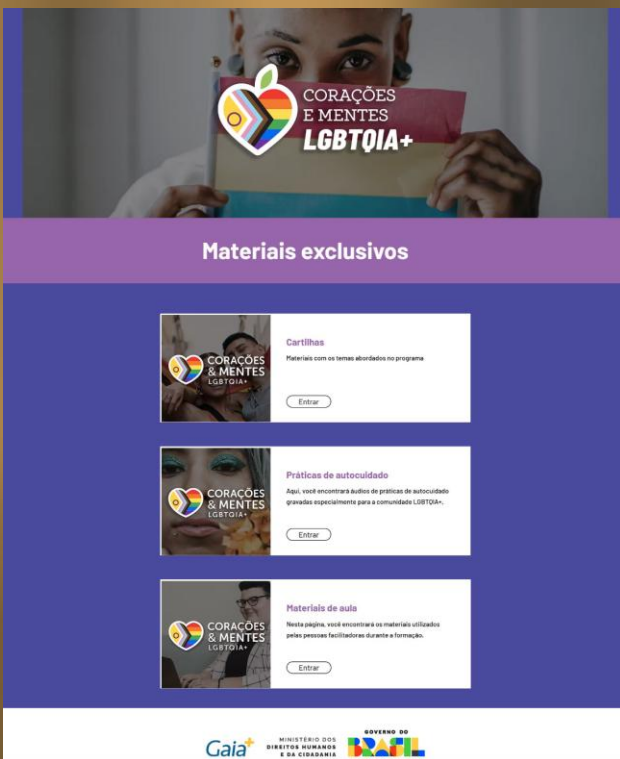 CORAÇÕES
E MENTES
LGBTQIA+
Materiais exclusivos
CORAÇÕES
& MENTES
LGBTQIA+
Cartilhas
Materiais com os temas abordados no programa
Entrar
CORAÇÕES
& MENTES
LGBTQIA+
Práticas de autocuidado
Aqui, você encontrará áudios de práticas de autocuidado
gravadas especialmente para a comunidade LGBTQIA+.
Entrar
CORAÇÕES
& MENTES
LGBTQIA+
Materiais de aula
Nesta página, você encontrará os materiais utilizados
pelas pessoas facilitadoras durante a formação.
Entrar
Gaia+
MINISTÉRIO DOS
DIREITOS HUMANOS
E DA CIDADANIA
GOVERNO DO
BRASIL